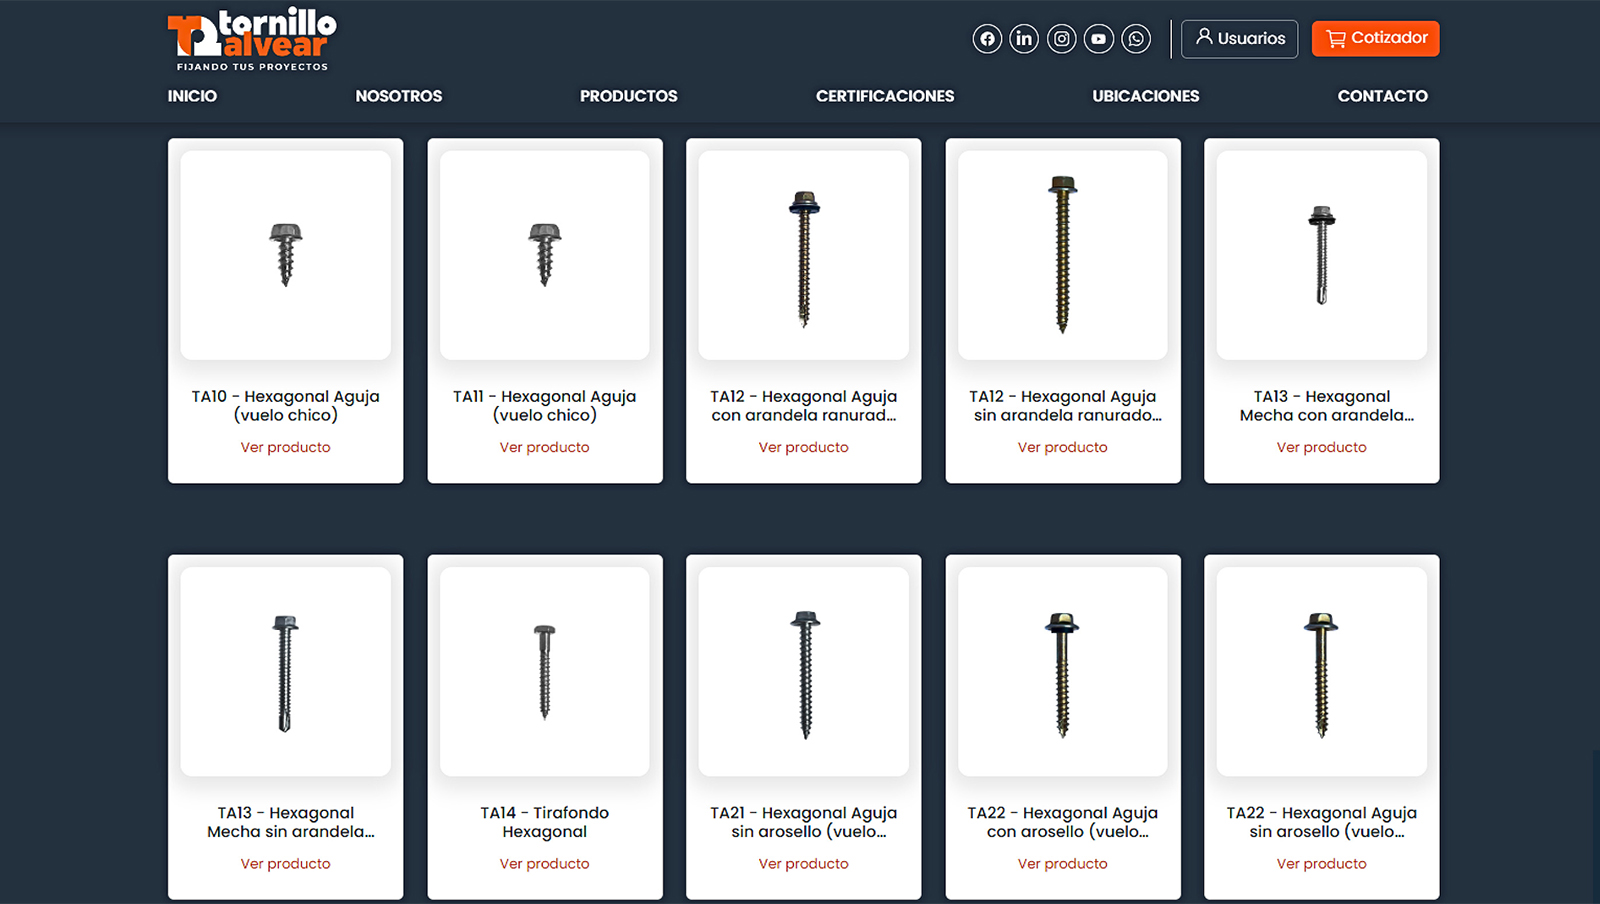 tornillo
alvear
FIJANDO TUS PROYECTOS
Usuarios
Cotizador
INICIO
NOSOTROS
PRODUCTOS
CERTIFICACIONES
UBICACIONES
CONTACTO
TA10 - Hexagonal Aguja
(vuelo chico)
Ver producto
TA11 - Hexagonal Aguja
(vuelo chico)
Ver producto
TA12 - Hexagonal Aguja
con arandela ranurad...
Ver producto
TA12 - Hexagonal Aguja
sin arandela ranurado...
Ver producto
TA13 - Hexagonal
Mecha con arandela...
Ver producto
TA13 - Hexagonal
Mecha sin arandela...
Ver producto
TA14 - Tirafondo
Hexagonal
Ver producto
TA21 - Hexagonal Aguja
sin arosello (vuelo...
Ver producto
TA22 - Hexagonal Aguja
con arosello (vuelo...
Ver producto
TA22 - Hexagonal Aguja
sin arosello (vuelo...
Ver producto